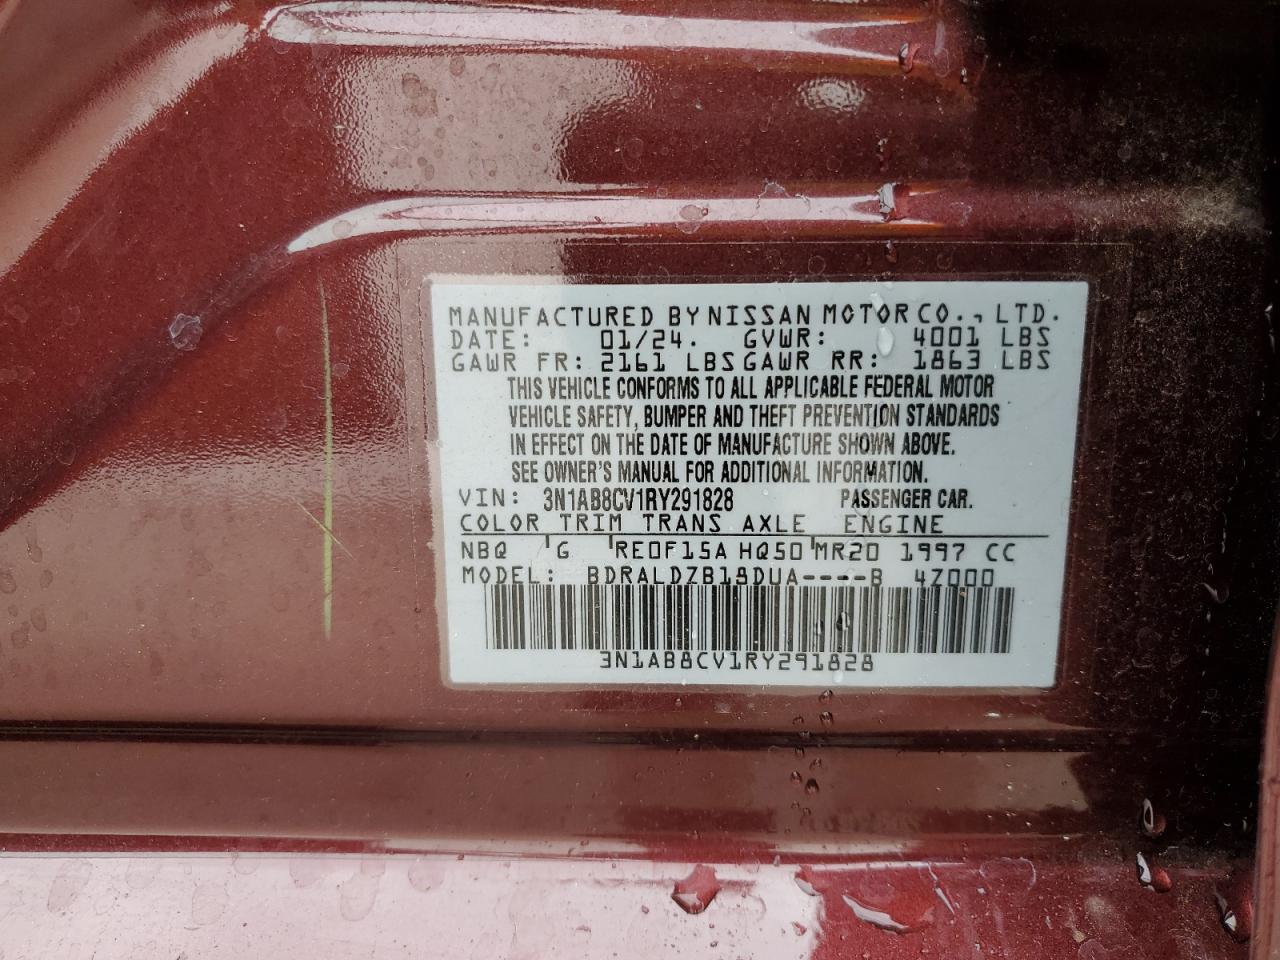 MANUFACTURED BY NISSAN MOTOR CO., LTD.
DATE: 01/24. GVWR: 4001 LBS
GAWR FR: 2161 LBS GAWR RR: 1863 LBS
THIS VEHICLE CONFORMS TO ALL APPLICABLE FEDERAL MOTOR
VEHICLE SAFETY, BUMPER AND THEFT PREVENTION STANDARDS
IN EFFECT ON THE DATE OF MANUFACTURE SHOWN ABOVE.
SEE OWNER'S MANUAL FOR ADDITIONAL INFORMATION.
VIN: 3N1AB8CV1RY291828 PASSENGER CAR.
COLOR TRIM TRANS AXLE ENGINE
NBQ G RE0F15A HQ50 MR20 1997 CC
MODEL: BDRALDZB19DUA----B 4Z000
3N1AB8CV1RY291828